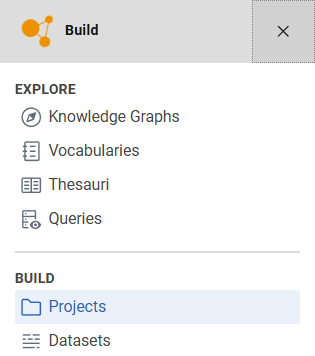 Build
EXPLORE
Knowledge Graphs
Vocabularies
Thesauri
Queries
BUILD
Projects
Datasets